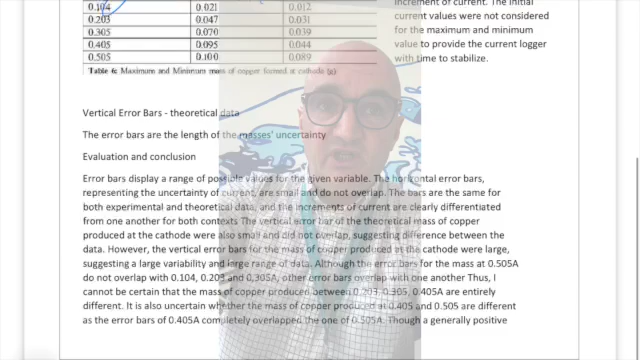 increment of current. The initial
current values were not considered
for the maximum and minimum
value to provide the current logger
with time to stabilize.
0.104 0.021 0.012
0.203 0.047 0.031
0.305 0.070 0.039
0.405 0.095 0.044
0.505 0.100 0.089
Table 6: Maximum and Minimum mass of copper formed at cathode (g)
Vertical Error Bars - theoretical data
The error bars are the length of the masses' uncertainty
Evaluation and conclusion
Error bars display a range of possible values for the given variable. The horizontal error bars,
representing the uncertainty of current, are small and do not overlap. The bars are the same for
both experimental and theoretical data, and the increments of current are clearly differentiated
from one another for both contexts The vertical error bar of the theoretical mass of copper
produced at the cathode were also small and did not overlap, suggesting difference between the
data. However, the vertical error bars for the mass of copper produced at the cathode were large,
suggesting a large variability and large range of data. Although the error bars for the mass at 0.505A
do not overlap with 0.104, 0.203 and 0,305A, other error bars overlap with one another Thus, I
cannot be certain that the mass of copper produced between 0.203, 0.305, 0.405A are entirely
different. It is also uncertain whether the mass of copper produced at 0.405 and 0.505 are different
as the error bars of 0.405A completely overlapped the one of 0.505A. Though a generally positive